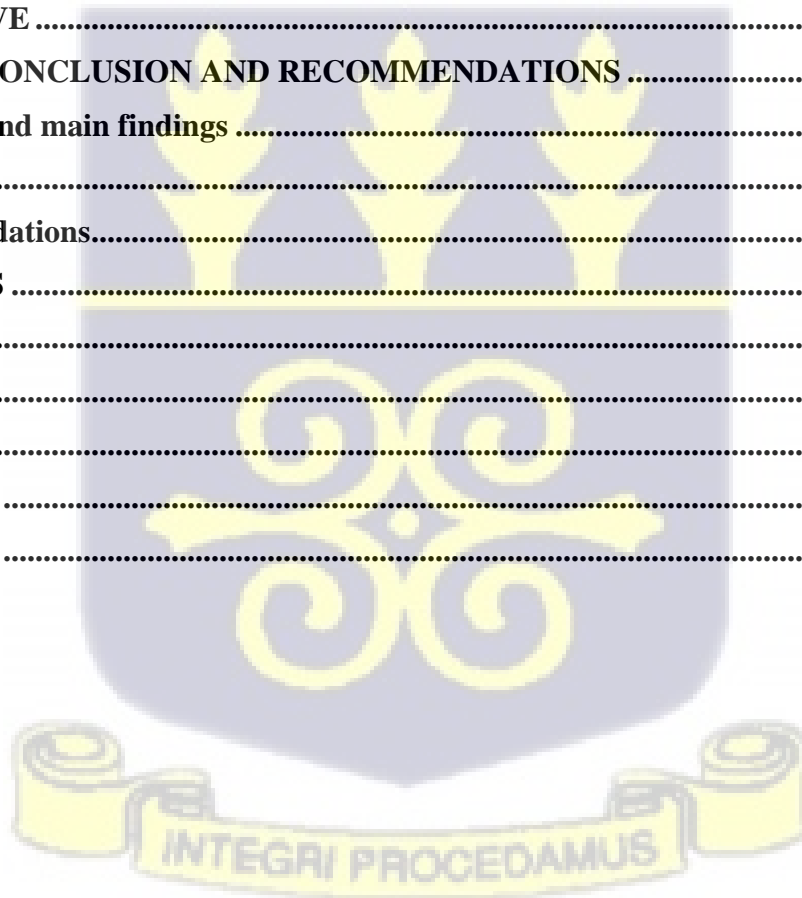 VE ..........................................................................................................
ONCLUSION AND RECOMMENDATIONS ........................
nd main findings ..............................................................................
..................................................................................................................
dations...............................................................................................
S ..............................................................................................................
..................................................................................................................
..................................................................................................................
..................................................................................................................
..................................................................................................................
..................................................................................................................
INTEGRI PROCEDAMUS